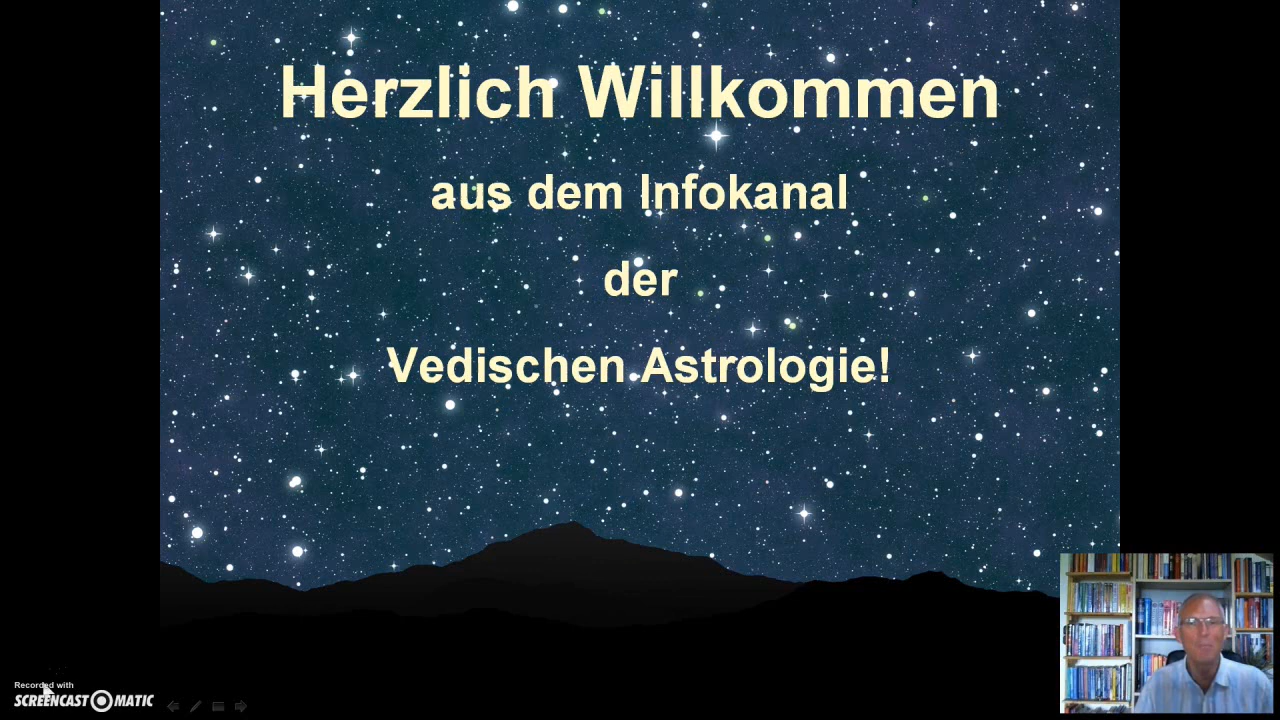 Herzlich Willkommen
aus dem Infokanal
der
Vedischen Astrologie!
Recorded with
SCREENCAST MATIC